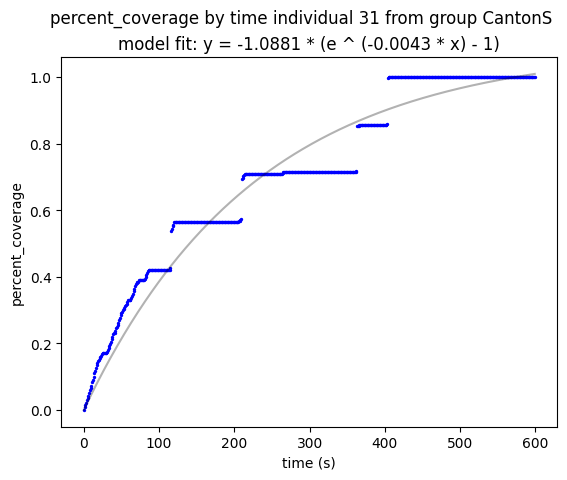 percent_coverage by time individual 31 from group CantonS
model fit: y = -1.0881 * (e ^ (-0.0043 * x) - 1)
1.0
0.8
0.6
0.4
0.2
0.0
percent_coverage
0 100 200 300 400 500 600
time (s)